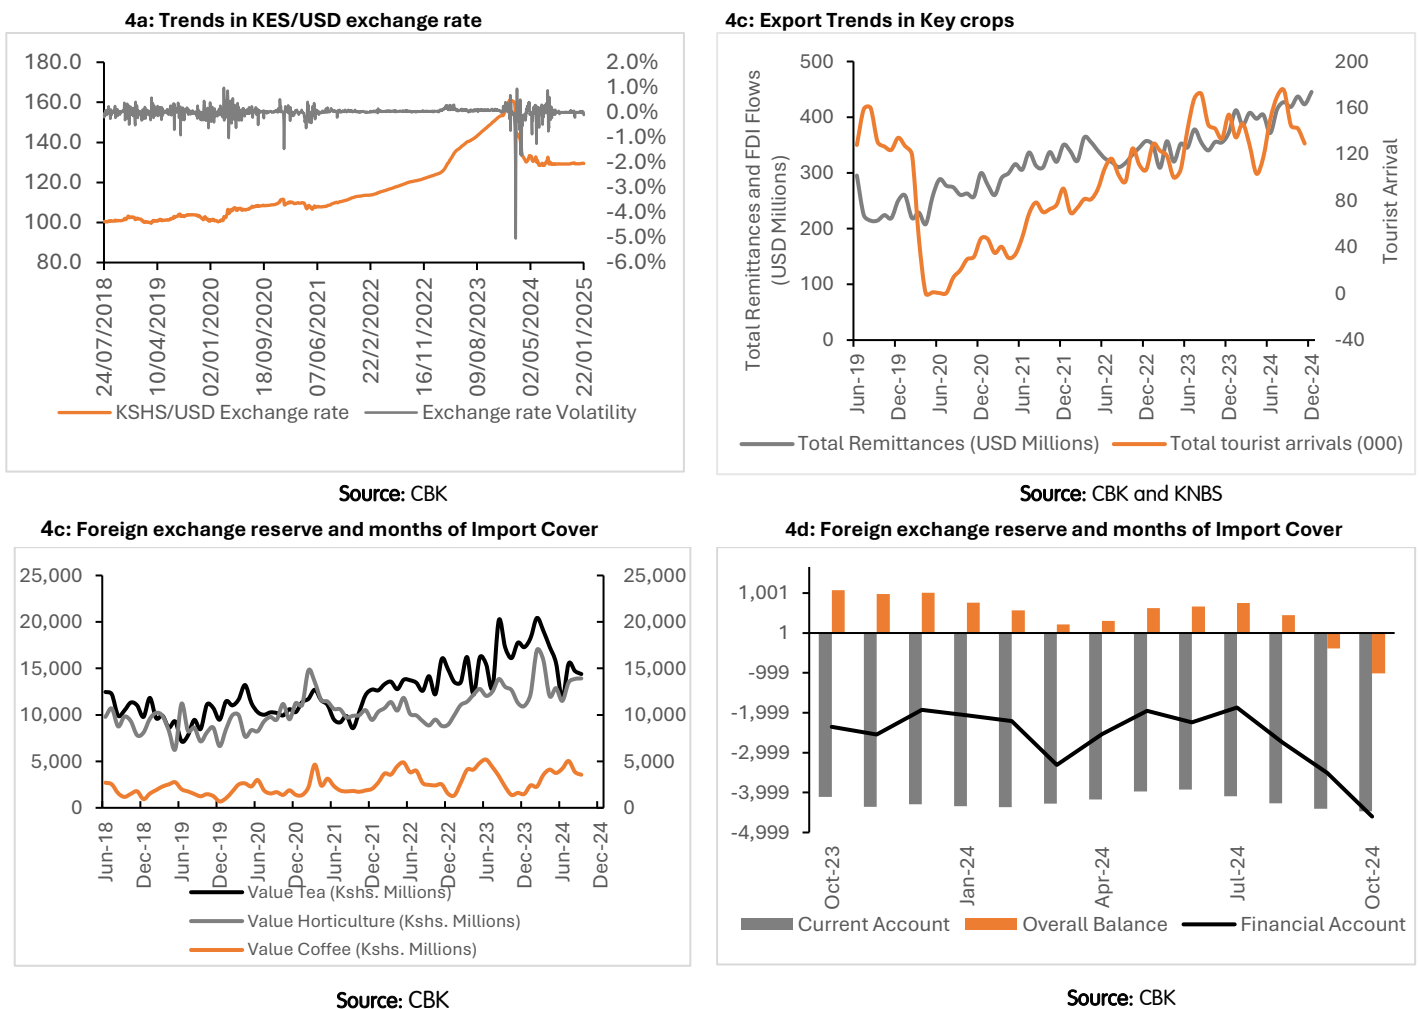 4a: Trends in KES/USD exchange rate
180.0
160.0
140.0
120.0
100.0
80.0
2.0%
1.0%
0.0%
-1.0%
-2.0%
-3.0%
-4.0%
-5.0%
-6.0%
24/07/2018
10/04/2019
02/01/2020
18/09/2020
07/06/2021
22/2/2022
16/11/2022
09/08/2023
02/05/2024
22/01/2025
KSHS/USD Exchange rate
Exchange rate Volatility
Source: CBK
4c: Export Trends in Key crops
Total Remittances and FDI Flows
(USD Millions)
500
400
300
200
100
0
200
160
120
80
40
0
-40
Tourist Arrival
Jun-19
Dec-19
Jun-20
Dec-20
Jun-21
Dec-21
Jun-22
Dec-22
Jun-23
Dec-23
Jun-24
Dec-24
Total Remittances (USD Millions)
Total tourist arrivals (000)
Source: CBK and KNBS
4c: Foreign exchange reserve and months of Import Cover
25,000
20,000
15,000
10,000
5,000
0
25,000
20,000
15,000
10,000
5,000
0
Jun-18
Dec-18
Jun-19
Dec-19
Jun-20
Dec-20
Jun-21
Dec-21
Jun-22
Dec-22
Jun-23
Dec-23
Jun-24
Dec-24
Value Tea (Kshs. Millions)
Value Horticulture (Kshs. Millions)
Value Coffee (Kshs. Millions)
Source: CBK
4d: Foreign exchange reserve and months of Import Cover
1,001
1
-999
-1,999
-2,999
-3,999
-4,999
Oct-23
Jan-24
Apr-24
Jul-24
Oct-24
Current Account
Overall Balance
Financial Account
Source: CBK